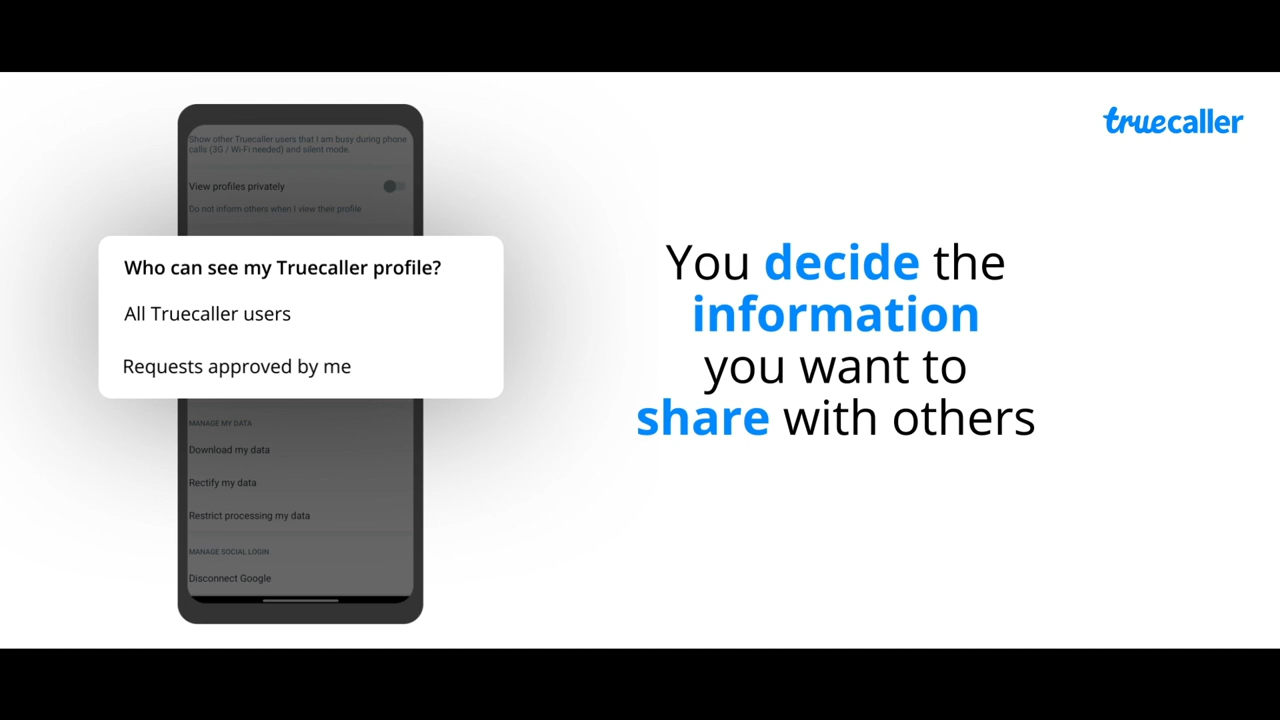 Show other Truecaller users that I am busy during phone
calls (3G / Wi-Fi needed) and silent mode.
View profiles privately
Do not inform others when I view their profile
Who can see my Truecaller profile?
All Truecaller users
Requests approved by me
MANAGE MY DATA
Download my data
Rectify my data
Restrict processing my data
MANAGE SOCIAL LOGIN
Disconnect Google
truecaller
You decide the
information
you want to
share with others